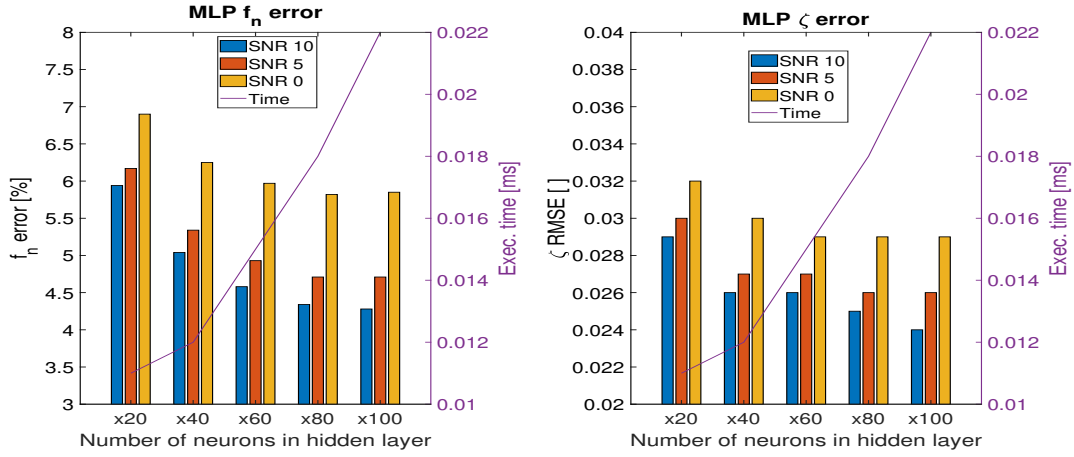 MLP f_n error
8
7.5
7
6.5
6
5.5
5
4.5
4
3.5
3
f_n error [%]
SNR 10
SNR 5
SNR 0
Time
0.022
0.02
0.018
0.016
0.014
0.012
0.01
Exec. time [ms]
x20 x40 x60 x80 x100
Number of neurons in hidden layer
MLP ζ error
0.04
0.038
0.036
0.034
0.032
0.03
0.028
0.026
0.024
0.022
0.02
ζ RMSE [ ]
SNR 10
SNR 5
SNR 0
Time
0.022
0.02
0.018
0.016
0.014
0.012
0.01
Exec. time [ms]
x20 x40 x60 x80 x100
Number of neurons in hidden layer